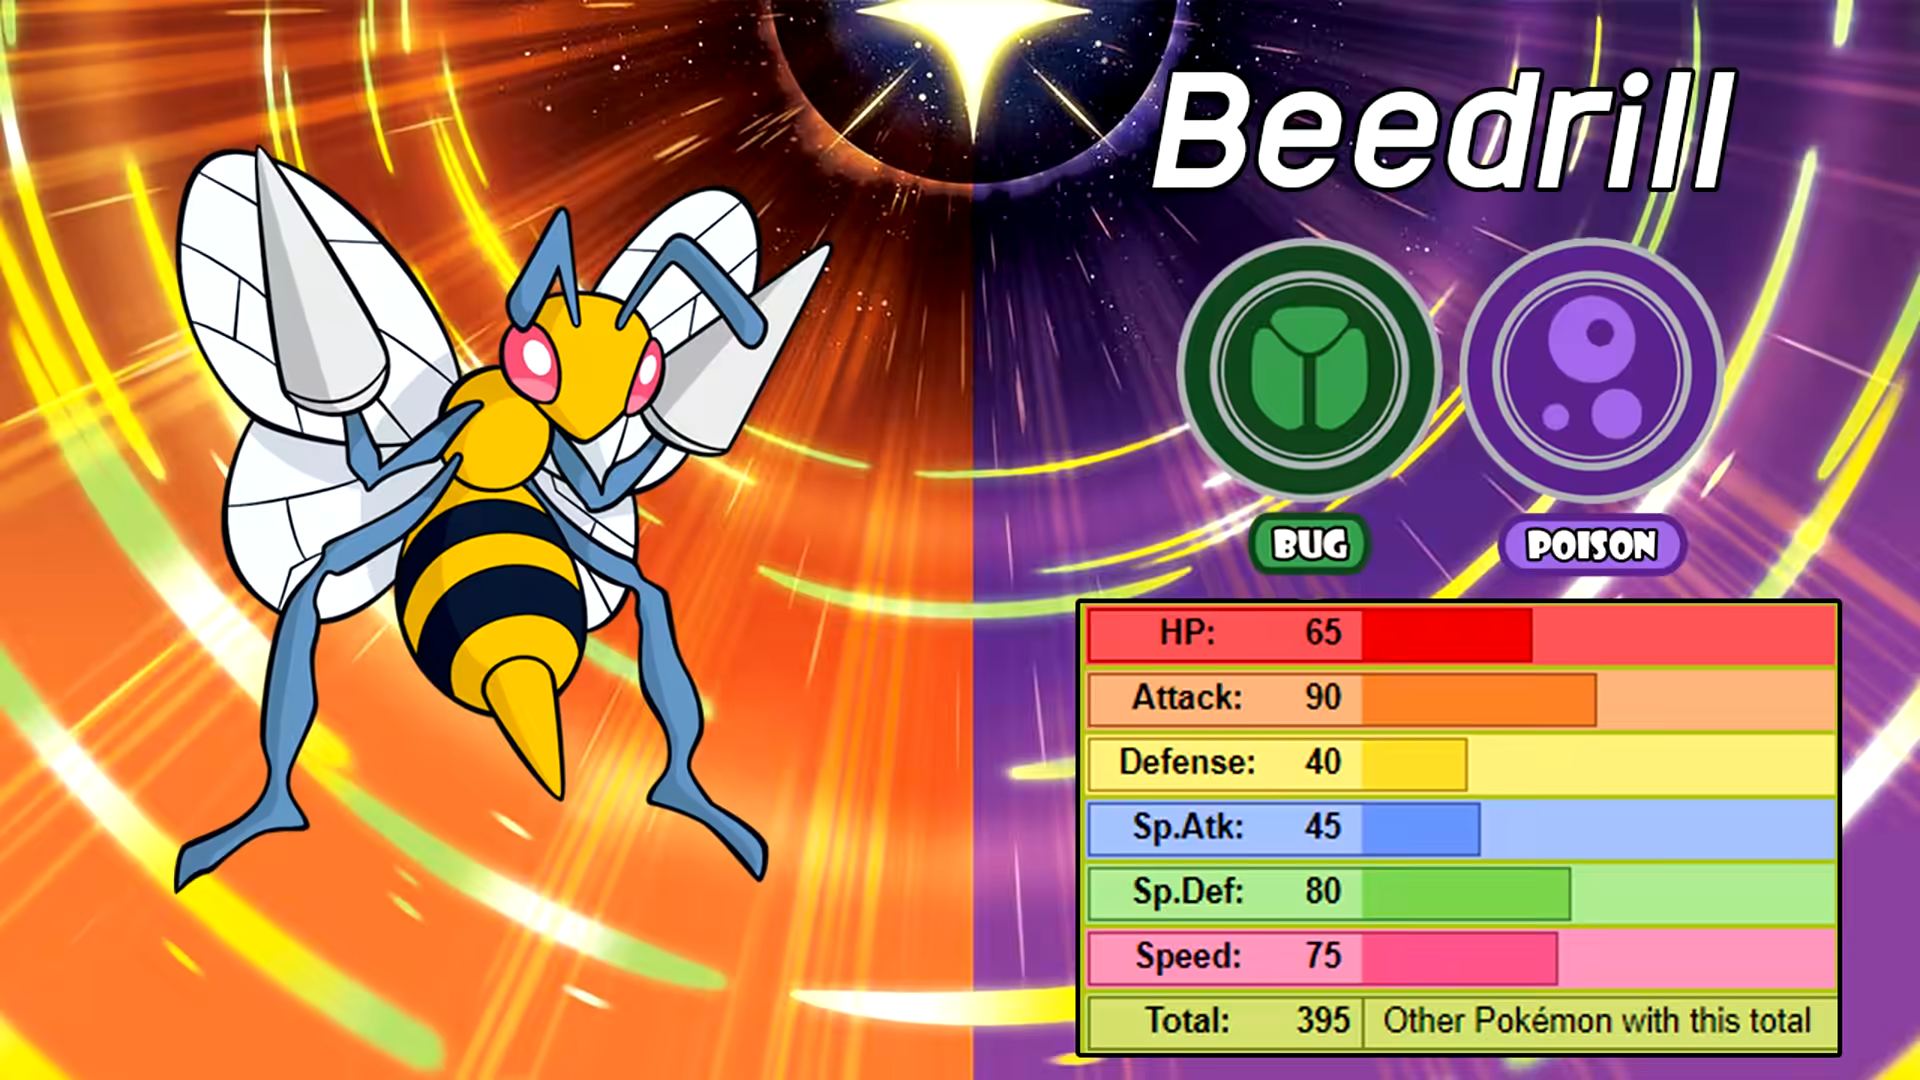 Beedrill
BUG POISON
HP: 65
Attack: 90
Defense: 40
Sp.Atk: 45
Sp.Def: 80
Speed: 75
Total: 395 Other Pokémon with this total